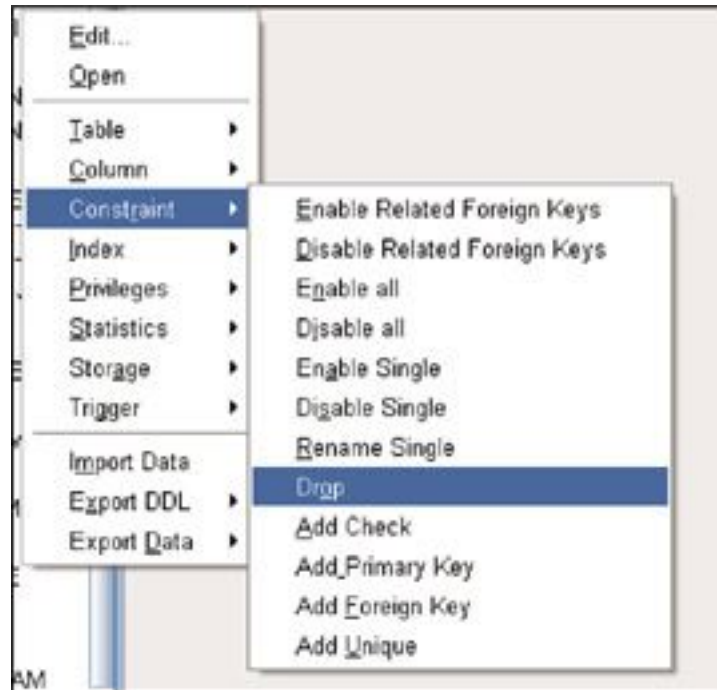 Edit...
Open
Table
Column
Constraint
Index
Privileges
Statistics
Storage
Trigger
Import Data
Export DDL
Export Data
Enable Related Foreign Keys
Disable Related Foreign Keys
Enable all
Disable all
Enable Single
Disable Single
Rename Single
Drop
Add Check
Add Primary Key
Add Foreign Key
Add Unique
AM